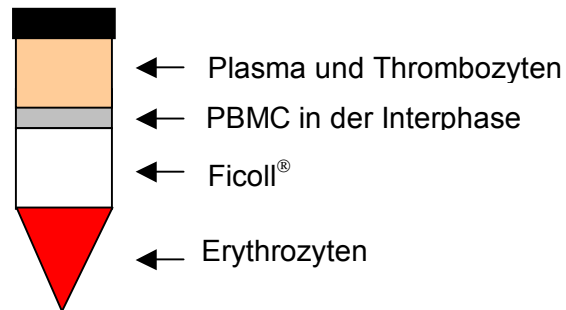 Plasma und Thrombozyten
PBMC in der Interphase
Ficoll®
Erythrozyten